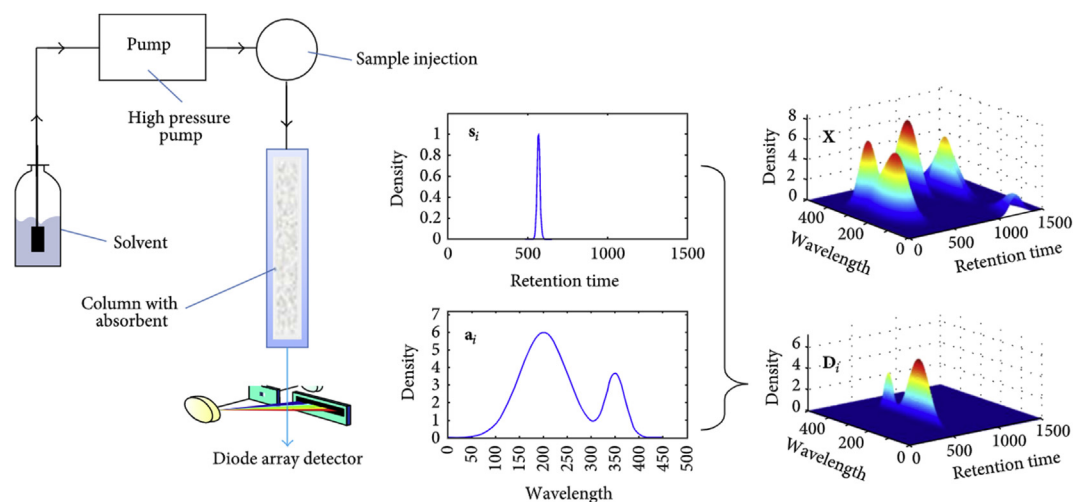 Pump
Sample injection
High pressure
pump
Solvent
Column with
absorbent
Diode array detector
s_i
Density
1
0.8
0.6
0.4
0.2
0
0 500 1000 1500
Retention time
a_i
Density
7
6
5
4
3
2
1
0
0 50 100 150 200 250 300 350 400 450 500
Wavelength
X
Density
8
6
4
2
0
400 200 0
Wavelength
0 500 1000 1500
Retention time
D_i
Density
6
4
2
0
400 200 0
Wavelength
0 500 1000 1500
Retention time